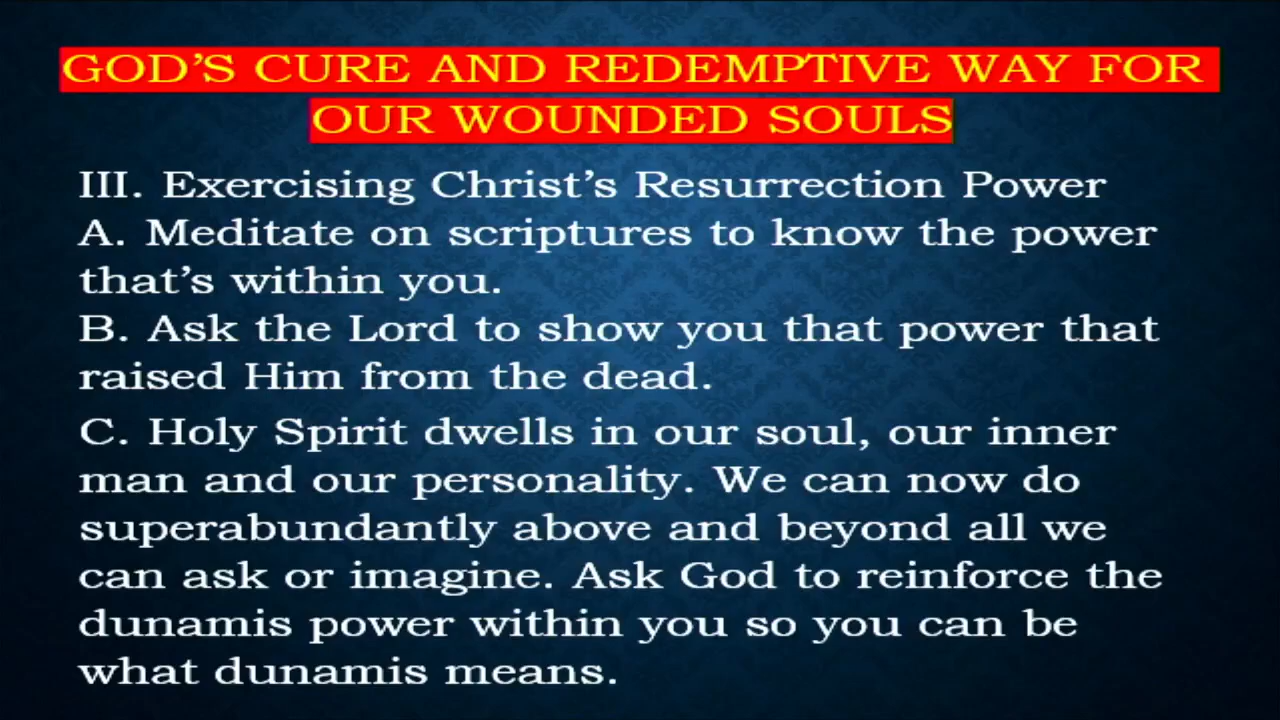 GOD’S CURE AND REDEMPTIVE WAY FOR
OUR WOUNDED SOULS
III. Exercising Christ’s Resurrection Power
A. Meditate on scriptures to know the power
that’s within you.
B. Ask the Lord to show you that power that
raised Him from the dead.
C. Holy Spirit dwells in our soul, our inner
man and our personality. We can now do
superabundantly above and beyond all we
can ask or imagine. Ask God to reinforce the
dunamis power within you so you can be
what dunamis means.